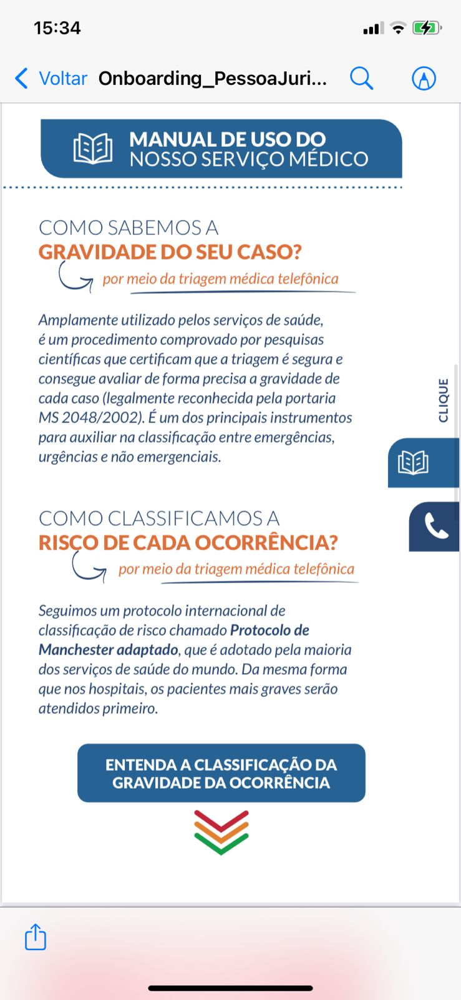 15:34
Voltar Onboarding_PessoaJuri...
MANUAL DE USO DO
NOSSO SERVIÇO MÉDICO
COMO SABEMOS A
GRAVIDADE DO SEU CASO?
por meio da triagem médica telefônica
Amplamente utilizado pelos serviços de saúde,
é um procedimento comprovado por pesquisas
científicas que certificam que a triagem é segura e
consegue avaliar de forma precisa a gravidade de
cada caso (legalmente reconhecida pela portaria
MS 2048/2002). É um dos principais instrumentos
para auxiliar na classificação entre emergências,
urgências e não emergenciais.
CLIQUE
COMO CLASSIFICAMOS A
RISCO DE CADA OCORRÊNCIA?
por meio da triagem médica telefônica
Seguimos um protocolo internacional de
classificação de risco chamado Protocolo de
Manchester adaptado, que é adotado pela maioria
dos serviços de saúde do mundo. Da mesma forma
que nos hospitais, os pacientes mais graves serão
atendidos primeiro.
ENTENDA A CLASSIFICAÇÃO DA
GRAVIDADE DA OCORRÊNCIA